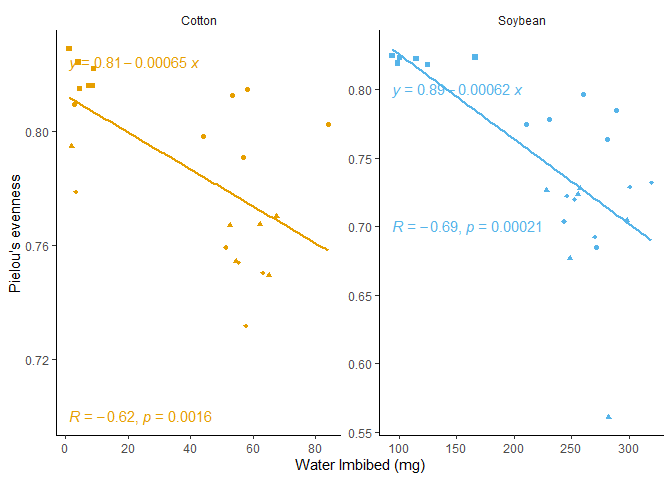 Cotton
Soybean
y = 0.81 − 0.00065 x
y = 0.89 − 0.00062 x
R = −0.62, p = 0.0016
R = −0.69, p = 0.00021
0.80
0.76
0.72
0.80
0.75
0.70
0.65
0.60
0.55
0 20 40 60 80
100 150 200 250 300
Pielou's evenness
Water Imbibed (mg)